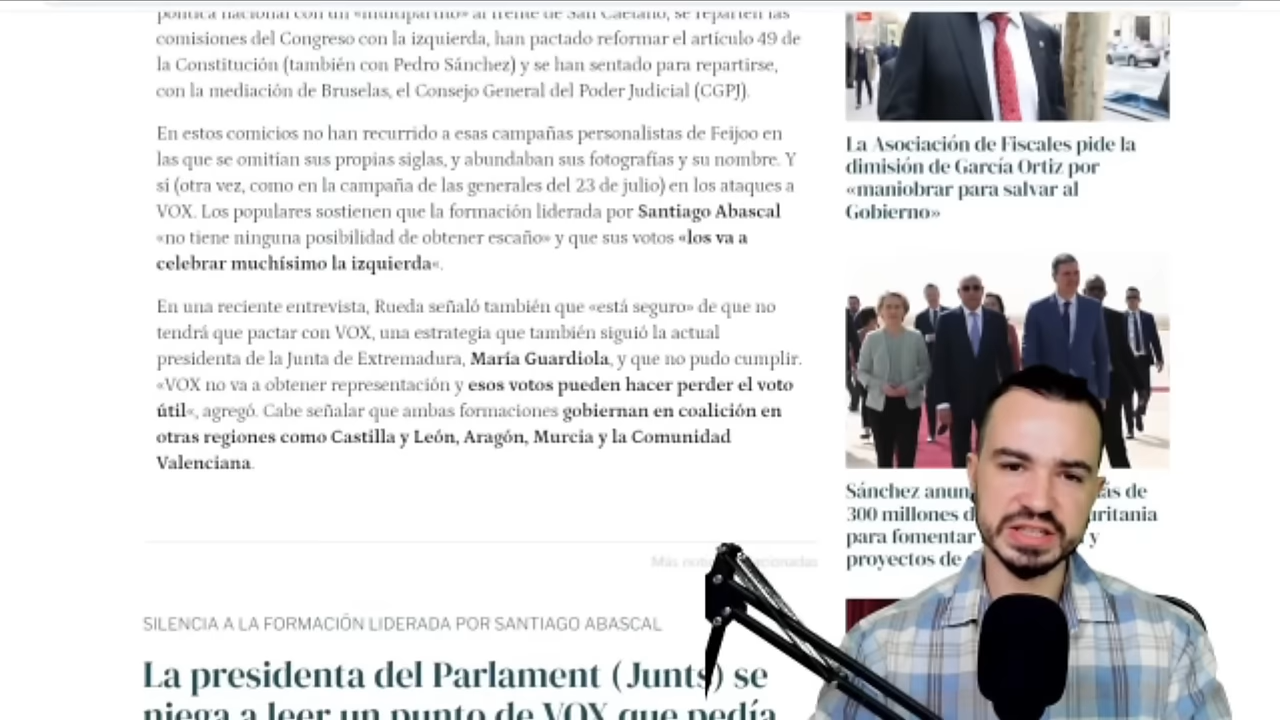 política nacional con un «multipartito» al frente de San Caetano, se reparten las
comisiones del Congreso con la izquierda, han pactado reformar el artículo 49 de
la Constitución (también con Pedro Sánchez) y se han sentado para repartirse,
con la mediación de Bruselas, el Consejo General del Poder Judicial (CGPJ).
En estos comicios no han recurrido a esas campañas personalistas de Feijoo en
las que se omitían sus propias siglas, y abundaban sus fotografías y su nombre. Y
sí (otra vez, como en la campaña de las generales del 23 de julio) en los ataques a
VOX. Los populares sostienen que la formación liderada por Santiago Abascal
«no tiene ninguna posibilidad de obtener escaño» y que sus votos «los va a
celebrar muchísimo la izquierda«.
En una reciente entrevista, Rueda señaló también que «está seguro» de que no
tendrá que pactar con VOX, una estrategia que también siguió la actual
presidenta de la Junta de Extremadura, María Guardiola, y que no pudo cumplir.
«VOX no va a obtener representación y esos votos pueden hacer perder el voto
útil«, agregó. Cabe señalar que ambas formaciones gobiernan en coalición en
otras regiones como Castilla y León, Aragón, Murcia y la Comunidad
Valenciana.
SILENCIA A LA FORMACIÓN LIDERADA POR SANTIAGO ABASCAL
La presidenta del Parlament (Junts) se
niega a leer un punto de VOX que pedía
La Asociación de Fiscales pide la
dimisión de García Ortiz por
«maniobrar para salvar al
Gobierno»
Sánchez anun ás de
300 millones d uritania
para fomentar y
proyectos de